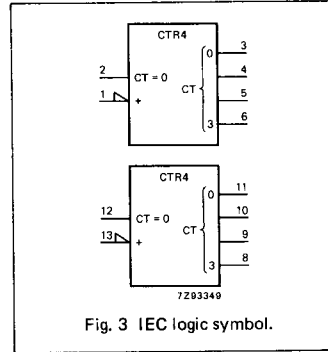 CTR4
0 3
2 CT = 0 4
1 + CT 5
3 6
CTR4
0 11
12 CT = 0 10
13 + CT 9
3 8
7Z93349
Fig. 3 IEC logic symbol.